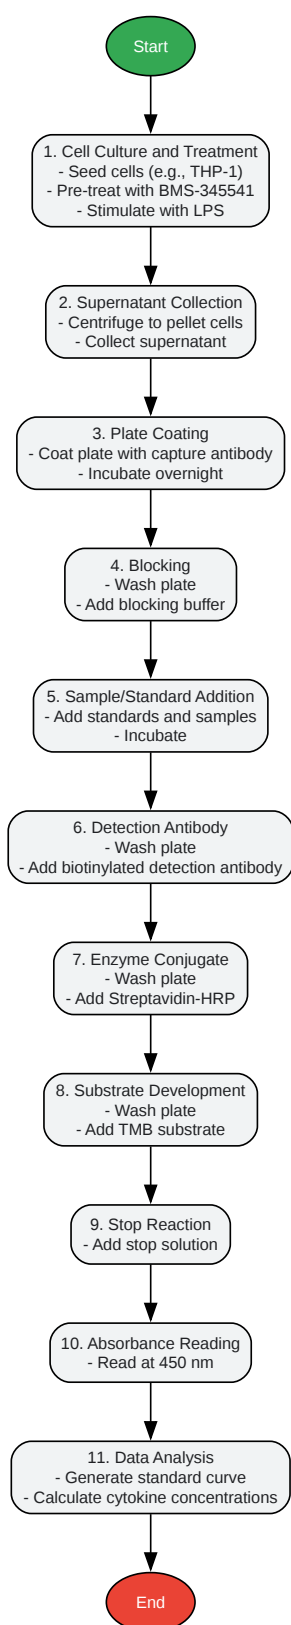 Start
1. Cell Culture and Treatment
- Seed cells (e.g., THP-1)
- Pre-treat with BMS-345541
- Stimulate with LPS
2. Supernatant Collection
- Centrifuge to pellet cells
- Collect supernatant
3. Plate Coating
- Coat plate with capture antibody
- Incubate overnight
4. Blocking
- Wash plate
- Add blocking buffer
5. Sample/Standard Addition
- Add standards and samples
- Incubate
6. Detection Antibody
- Wash plate
- Add biotinylated detection antibody
7. Enzyme Conjugate
- Wash plate
- Add Streptavidin-HRP
8. Substrate Development
- Wash plate
- Add TMB substrate
9. Stop Reaction
- Add stop solution
10. Absorbance Reading
- Read at 450 nm
11. Data Analysis
- Generate standard curve
- Calculate cytokine concentrations
End